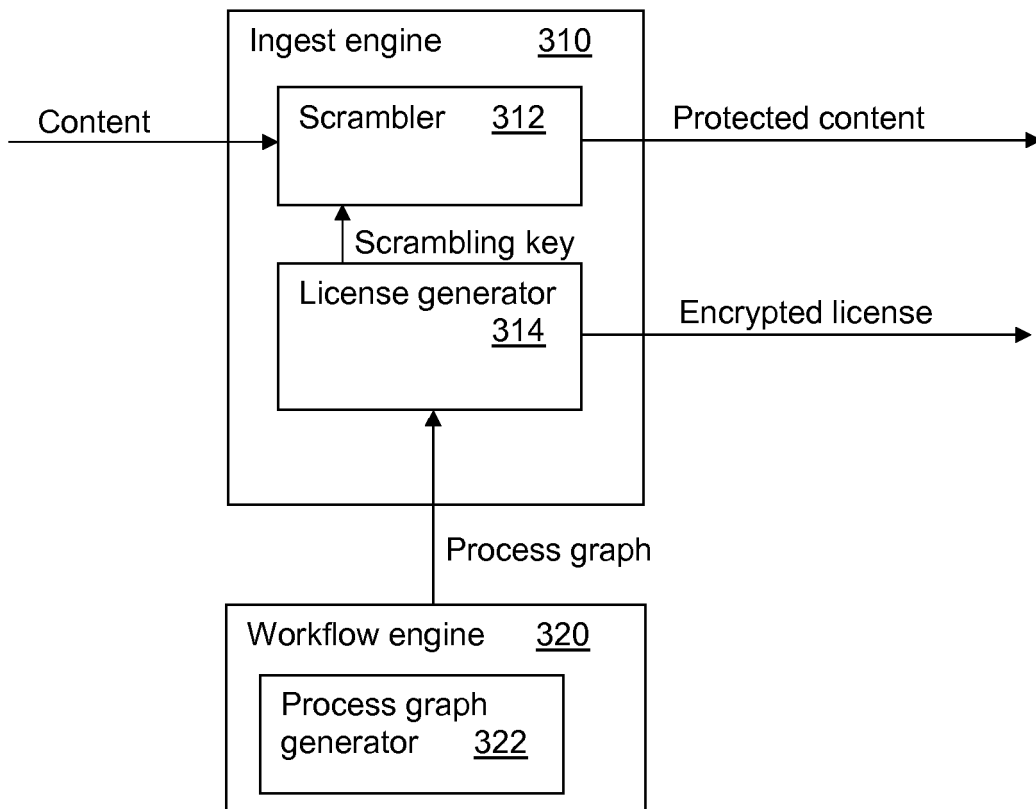 Ingest engine 310
Content
Scrambler 312
Protected content
Scrambling key
License generator
314
Encrypted license
Process graph
Workflow engine 320
Process graph
generator 322